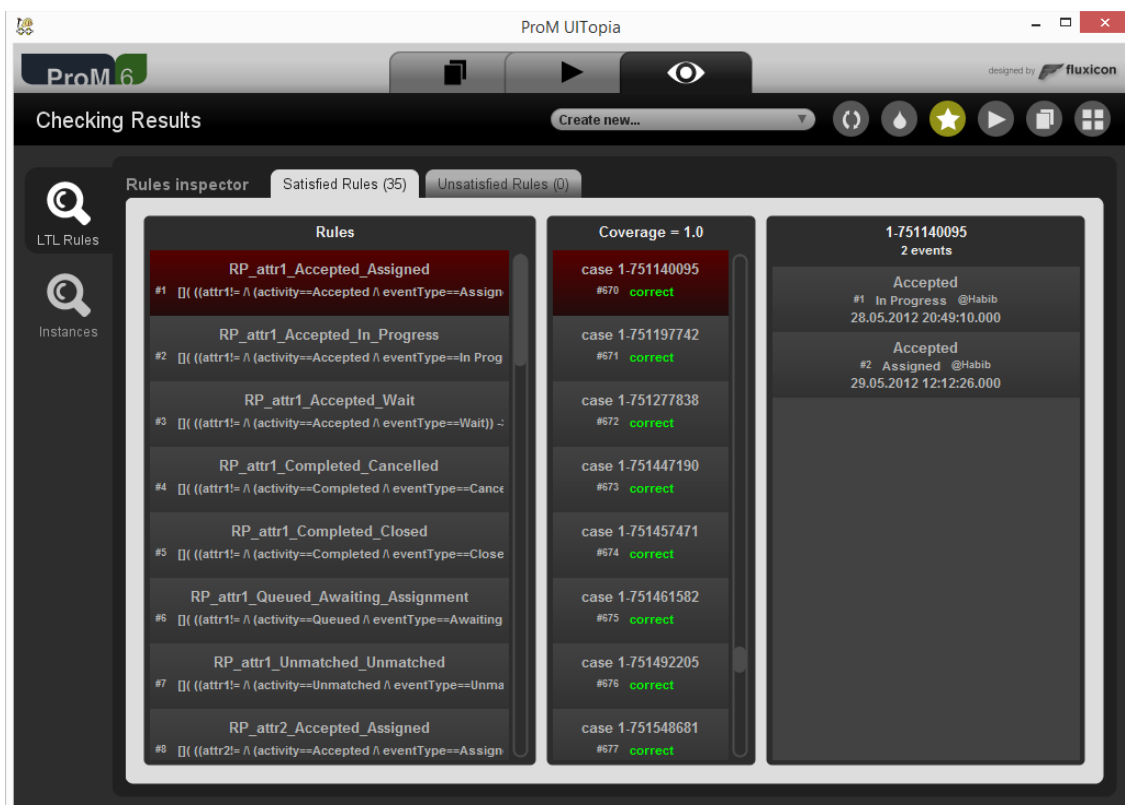 ProM UITopia
ProM 6
designed by fluxicon
Checking Results
Create new...
LTL Rules
Instances
Rules inspector
Satisfied Rules (35)
Unsatisfied Rules (0)
Rules
RP_attr1_Accepted_Assigned
#1 []( ((attr1!= /\ (activity==Accepted /\ eventType==Assign
RP_attr1_Accepted_In_Progress
#2 []( ((attr1!= /\ (activity==Accepted /\ eventType==In Prog
RP_attr1_Accepted_Wait
#3 []( ((attr1!= /\ (activity==Accepted /\ eventType==Wait)) -:
RP_attr1_Completed_Cancelled
#4 []( ((attr1!= /\ (activity==Completed /\ eventType==Cance
RP_attr1_Completed_Closed
#5 []( ((attr1!= /\ (activity==Completed /\ eventType==Close
RP_attr1_Queued_Awaiting_Assignment
#6 []( ((attr1!= /\ (activity==Queued /\ eventType==Awaiting
RP_attr1_Unmatched_Unmatched
#7 []( ((attr1!= /\ (activity==Unmatched /\ eventType==Unma
RP_attr2_Accepted_Assigned
#8 []( ((attr2!= /\ (activity==Accepted /\ eventType==Assign
Coverage = 1.0
case 1-751140095
#670 correct
case 1-751197742
#671 correct
case 1-751277838
#672 correct
case 1-751447190
#673 correct
case 1-751457471
#674 correct
case 1-751461582
#675 correct
case 1-751492205
#676 correct
case 1-751548681
#677 correct
1-751140095
2 events
Accepted
#1 In Progress @Habib
28.05.2012 20:49:10.000
Accepted
#2 Assigned @Habib
29.05.2012 12:12:26.000